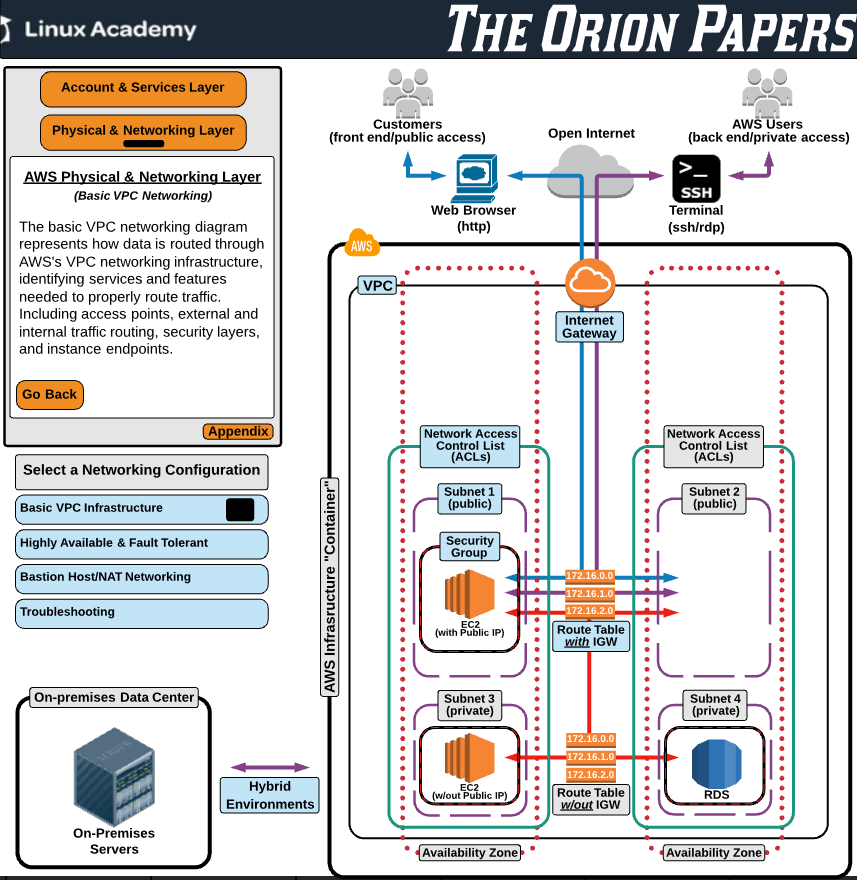 Linux Academy
THE ORION PAPERS
Account & Services Layer
Physical & Networking Layer
AWS Physical & Networking Layer
(Basic VPC Networking)
The basic VPC networking diagram
represents how data is routed through
AWS's VPC networking infrastructure,
identifying services and features
needed to properly route traffic.
Including access points, external and
internal traffic routing, security layers,
and instance endpoints.
Go Back
Appendix
Select a Networking Configuration
Basic VPC Infrastructure
Highly Available & Fault Tolerant
Bastion Host/NAT Networking
Troubleshooting
On-premises Data Center
On-Premises
Servers
Hybrid
Environments
Customers
(front end/public access)
Open Internet
AWS Users
(back end/private access)
Web Browser
(http)
>_
SSH
Terminal
(ssh/rdp)
AWS
AWS Infrasructure "Container"
VPC
Internet
Gateway
Network Access
Control List
(ACLs)
Network Access
Control List
(ACLs)
Subnet 1
(public)
Subnet 2
(public)
Security
Group
EC2
(with Public IP)
172.16.0.0
172.16.1.0
172.16.2.0
Route Table
with IGW
Subnet 3
(private)
Subnet 4
(private)
EC2
(w/out Public IP)
172.16.0.0
172.16.1.0
172.16.2.0
Route Table
w/out IGW
RDS
Availability Zone
Availability Zone